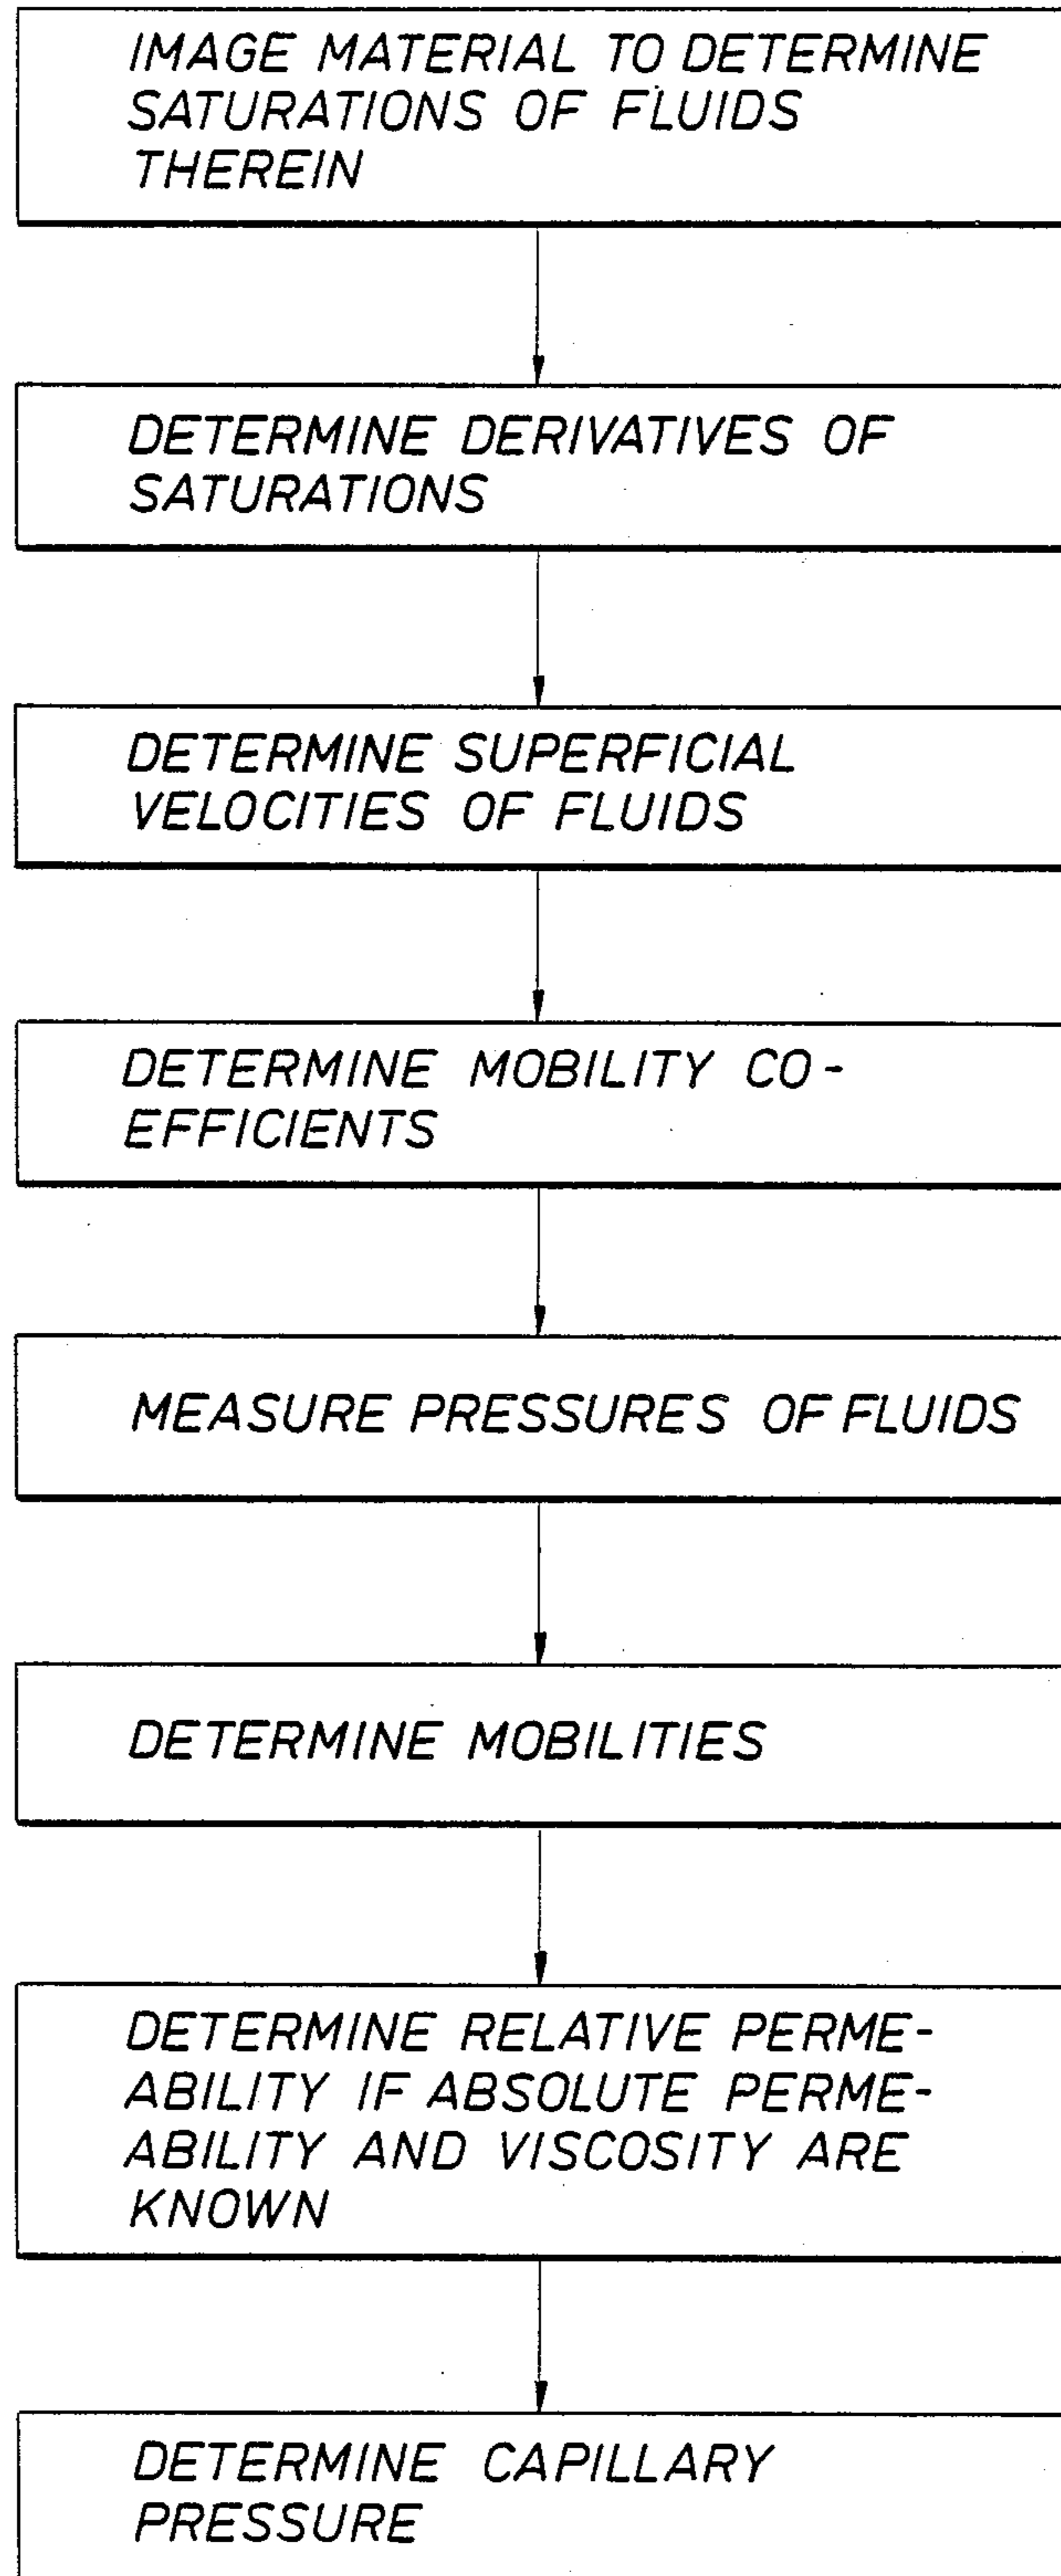 IMAGE MATERIAL TO DETERMINE
SATURATIONS OF FLUIDS
THEREIN
DETERMINE DERIVATIVES OF
SATURATIONS
DETERMINE SUPERFICIAL
VELOCITIES OF FLUIDS
DETERMINE MOBILITY CO-
EFFICIENTS
MEASURE PRESSURES OF FLUIDS
DETERMINE MOBILITIES
DETERMINE RELATIVE PERME-
ABILITY IF ABSOLUTE PERME-
ABILITY AND VISCOSITY ARE
KNOWN
DETERMINE CAPILLARY
PRESSURE